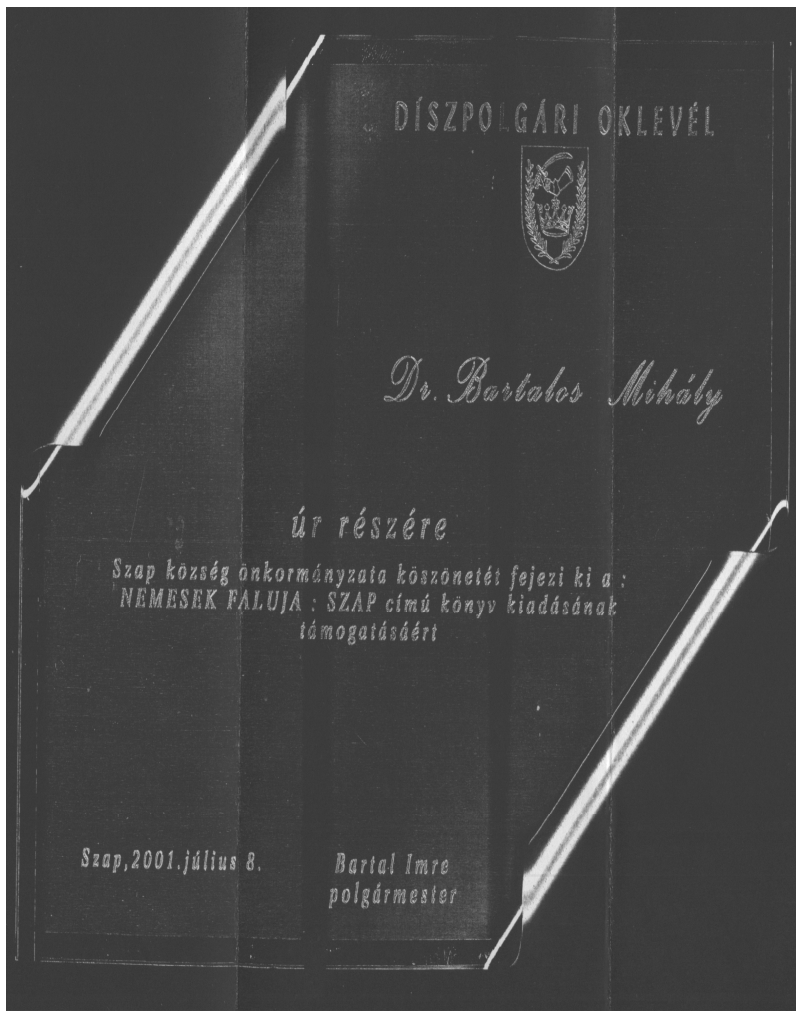 DÍSZPOLGÁRI OKLEVÉL
Dr. Bartalos Mihály
úr részére
Szap község önkormányzata köszönetét fejezi ki a :
NEMESEK FALUJA : SZAP címú könyv kiadásának
támogatásáért
Szap,2001.július 8.
Bartal Imre
polgármester